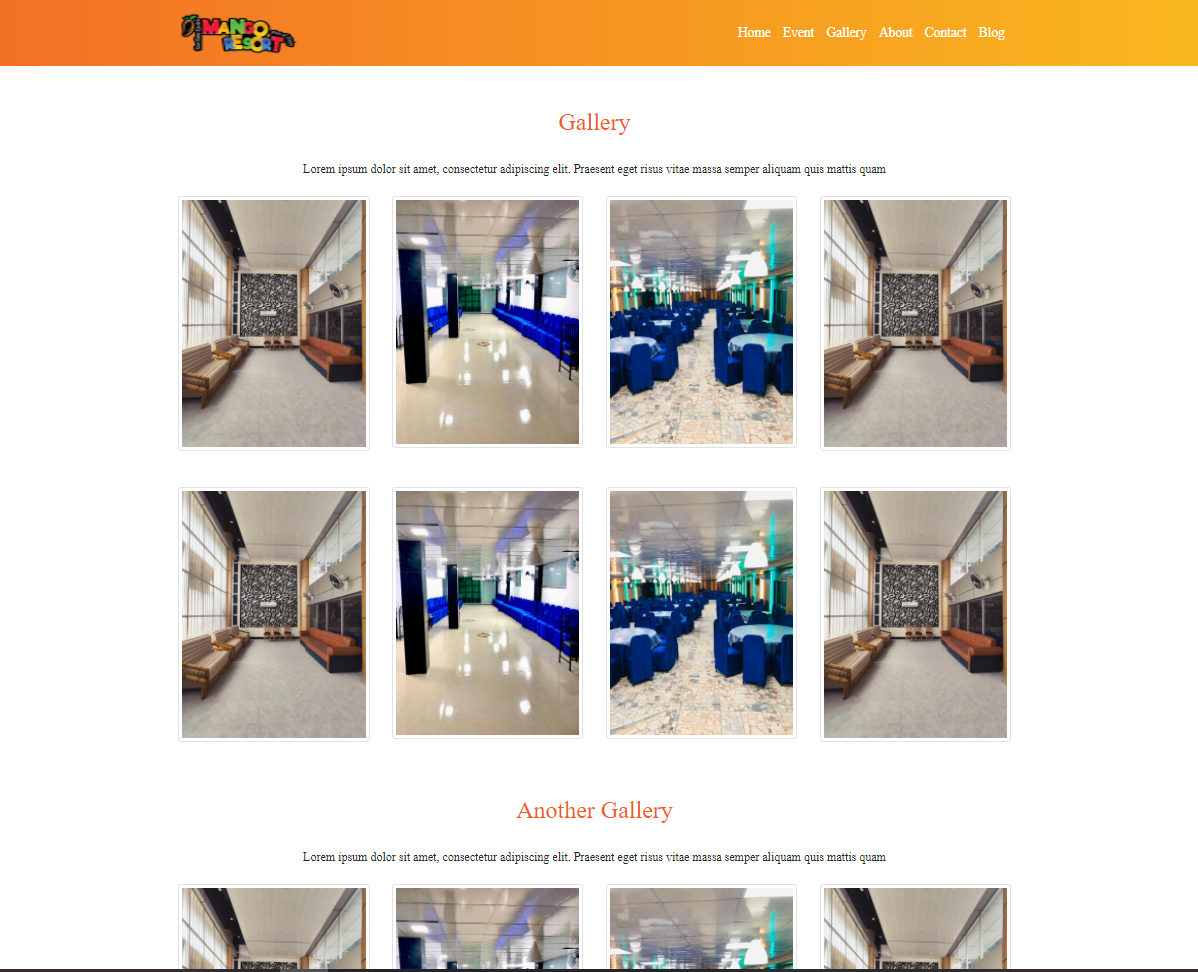 MANGO
RESORT
Home Event Gallery About Contact Blog
Gallery
Lorem ipsum dolor sit amet, consectetur adipiscing elit. Praesent eget risus vitae massa semper aliquam quis mattis quam
Another Gallery
Lorem ipsum dolor sit amet, consectetur adipiscing elit. Praesent eget risus vitae massa semper aliquam quis mattis quam